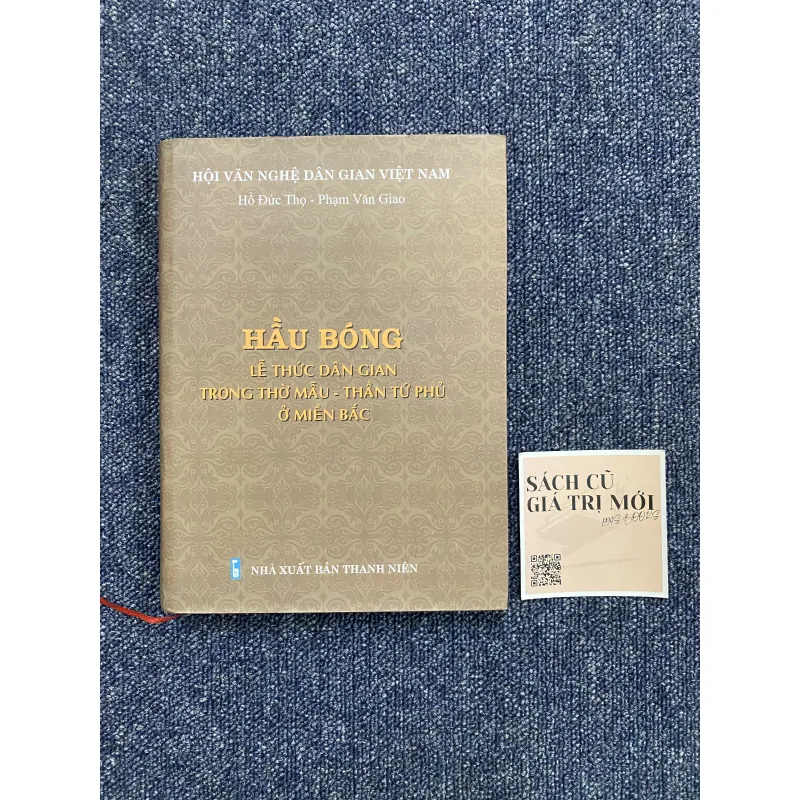 HỘI VĂN NGHỆ DÂN GIAN VIỆT NAM
Hồ Đức Thọ - Phạm Văn Giao
HẦU BÓNG
LỄ THỨC DÂN GIAN
TRONG THỜ MẪU - THẦN TỨ PHỦ
Ở MIỀN BẮC
NHÀ XUẤT BẢN THANH NIÊN
SÁCH CŨ
GIÁ TRỊ MỚI